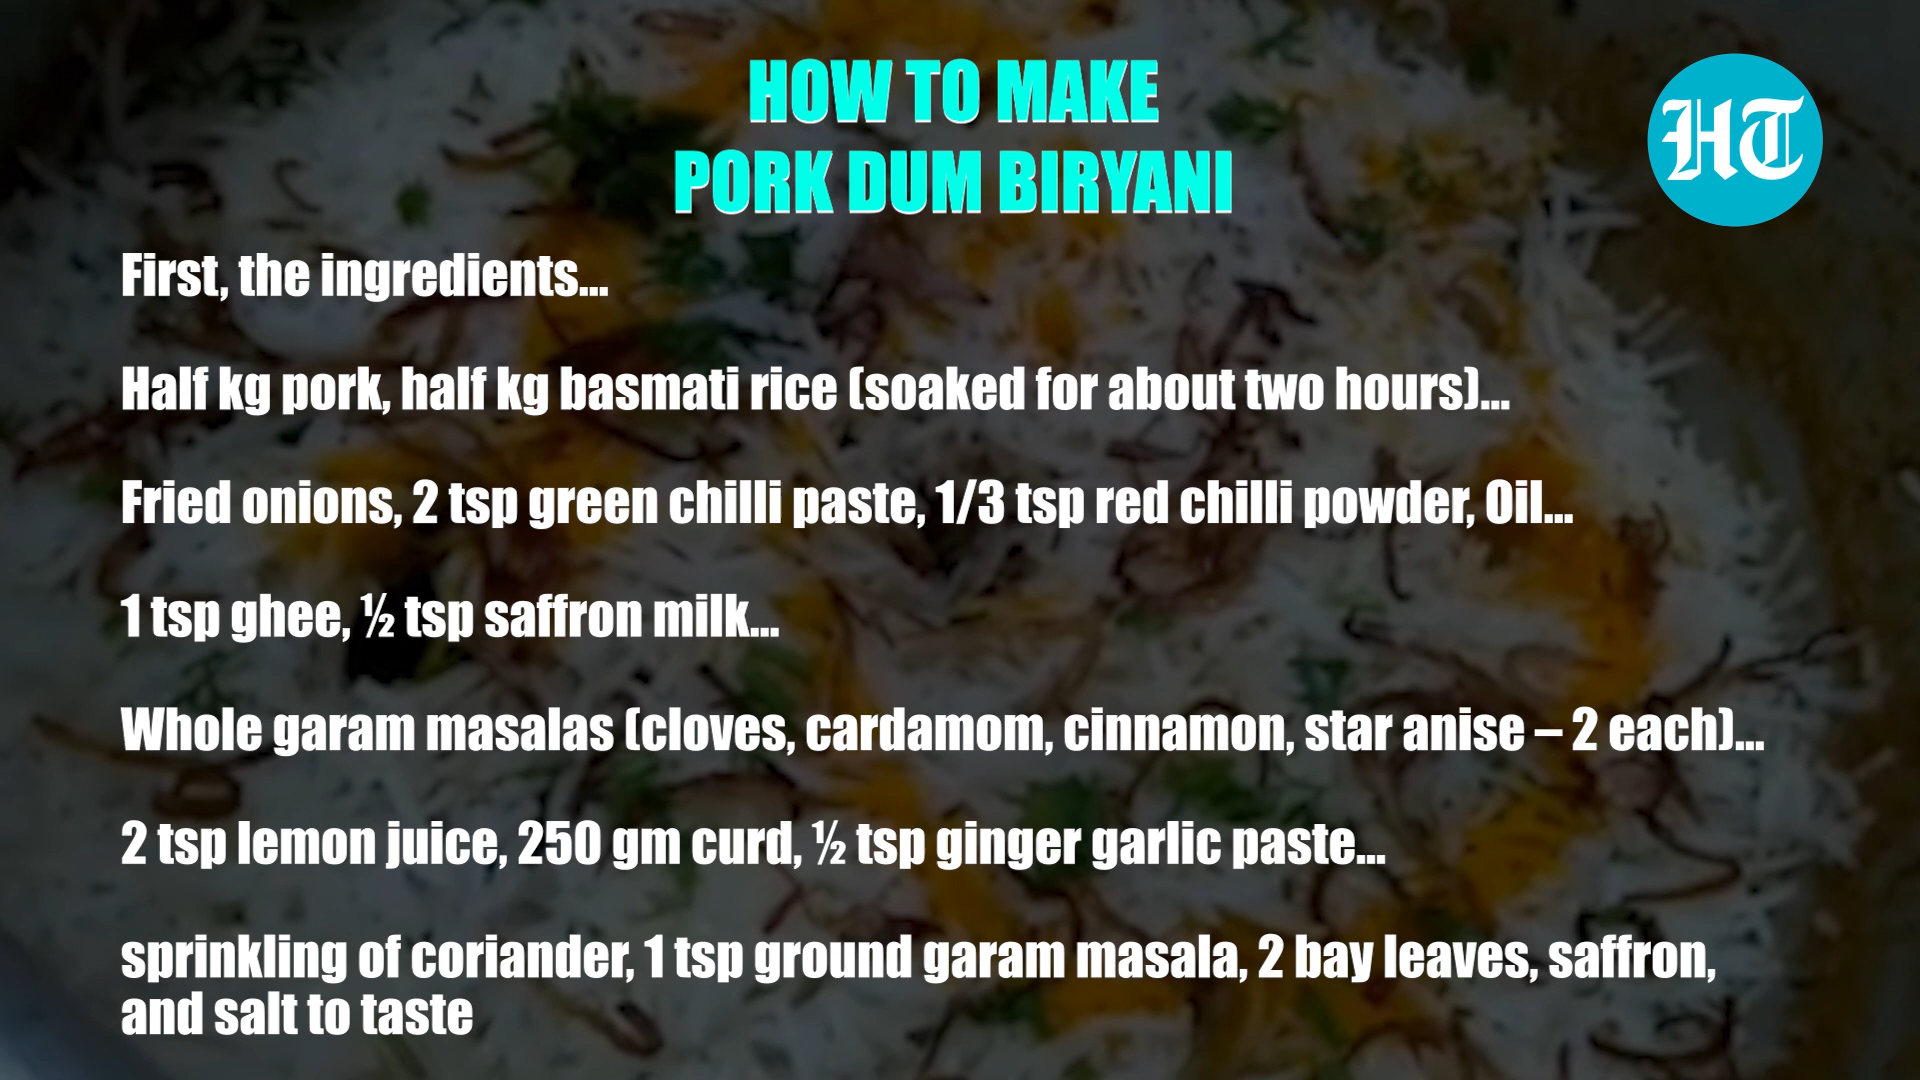 HOW TO MAKE
PORK DUM BIRYANI
HT
First, the ingredients...
Half kg pork, half kg basmati rice (soaked for about two hours)...
Fried onions, 2 tsp green chilli paste, 1/3 tsp red chilli powder, Oil...
1 tsp ghee, ½ tsp saffron milk...
Whole garam masalas (cloves, cardamom, cinnamon, star anise – 2 each)...
2 tsp lemon juice, 250 gm curd, ½ tsp ginger garlic paste...
sprinkling of coriander, 1 tsp ground garam masala, 2 bay leaves, saffron,
and salt to taste